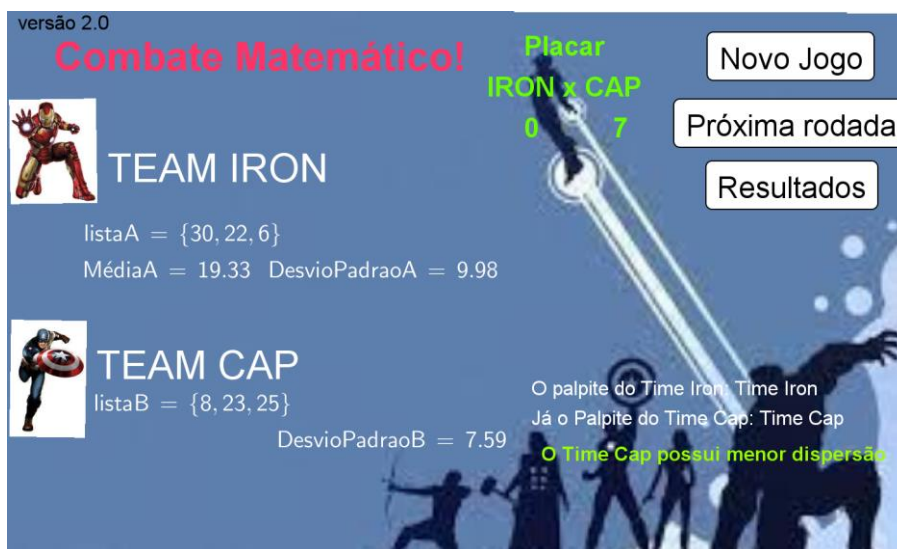 versão 2.0
Combate Matemático!
Placar
IRON x CAP
0 7
Novo Jogo
Próxima rodada
Resultados
TEAM IRON
listaA = {30, 22, 6}
MédiaA = 19.33 DesvioPadraoA = 9.98
TEAM CAP
listaB = {8, 23, 25}
DesvioPadraoB = 7.59
O palpite do Time Iron: Time Iron
Já o Palpite do Time Cap: Time Cap
O Time Cap possui menor dispersão